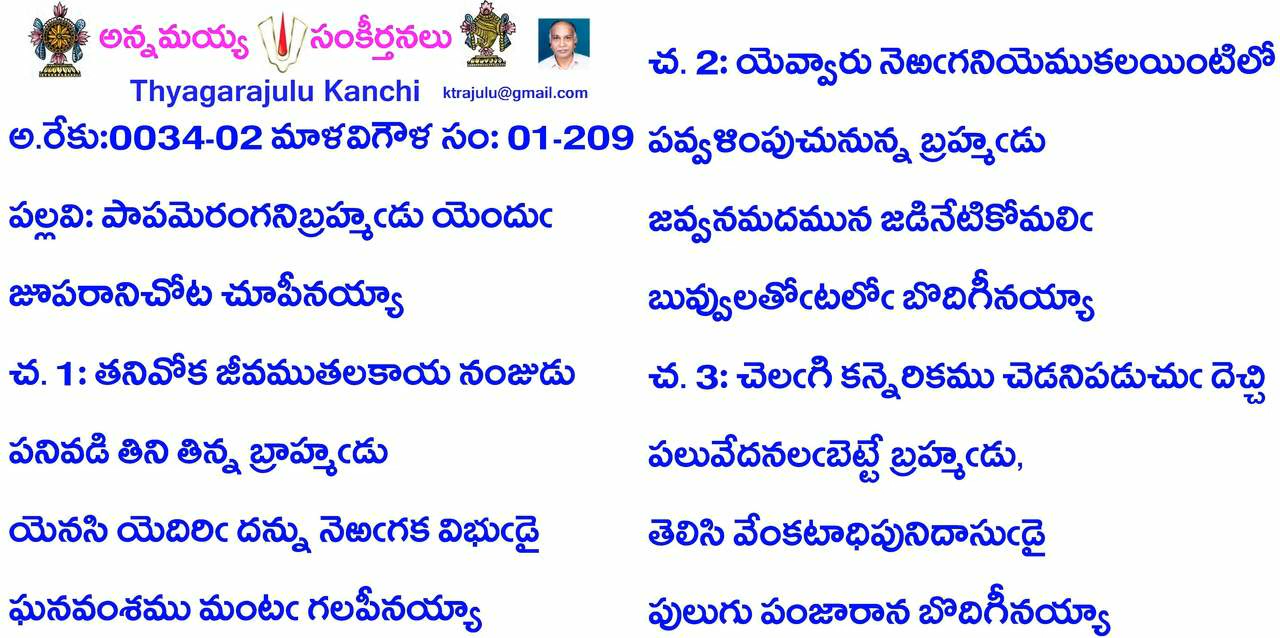 అన్నమయ్య సంకీర్తనలు
Thyagarajulu Kanchi ktrajulu@gmail.com
అ.రేకు:0034-02 మాళవిగౌళ సం: 01-209
పల్లవి: పాపమెరంగనిబ్రహ్మఁడు యెందుఁ
జూపరానిచోట చూపీనయ్యా
చ. 1: తనివోక జీవముతలకాయ నంజుడు
పనివడి తిని తిన్న బ్రాహ్మఁడు
యెనసి యెదిరిఁ దన్ను నెఱఁగక విభుఁడై
ఘనవంశము మంటఁ గలపీనయ్యా
చ. 2: యెవ్వారు నెఱఁగనియెముకలయింటిలో
పవ్వళింపుచునున్న బ్రహ్మఁడు
జవ్వనమదమున జడినేటికోమలిఁ
బువ్వులతోఁటలోఁ బొదిగీనయ్యా
చ. 3: చెలఁగి కన్నెరికము చెడనిపడుచుఁ దెచ్చి
పలువేదనలఁబెట్టే బ్రహ్మఁడు,
తెలిసి వేంకటాధిపునిదాసుఁడై
పులుగు పంజారాన బొదిగీనయ్యా